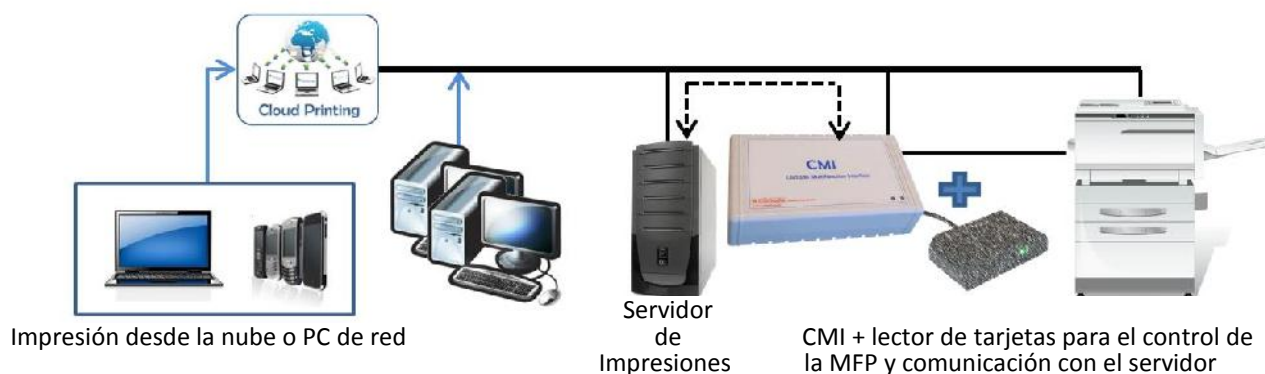 Cloud Printing
CMI
Impresión desde la nube o PC de red
Servidor
de
Impresiones
CMI + lector de tarjetas para el control de
la MFP y comunicación con el servidor